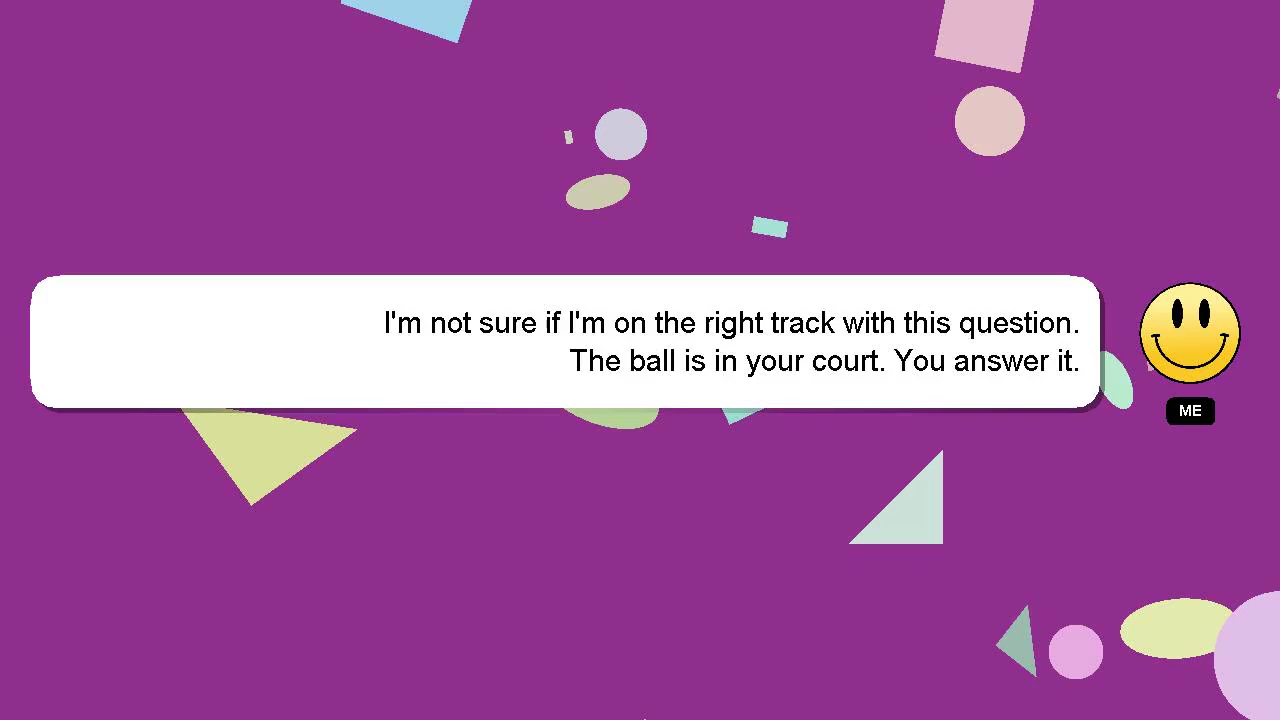 I'm not sure if I'm on the right track with this question.
The ball is in your court. You answer it.
ME